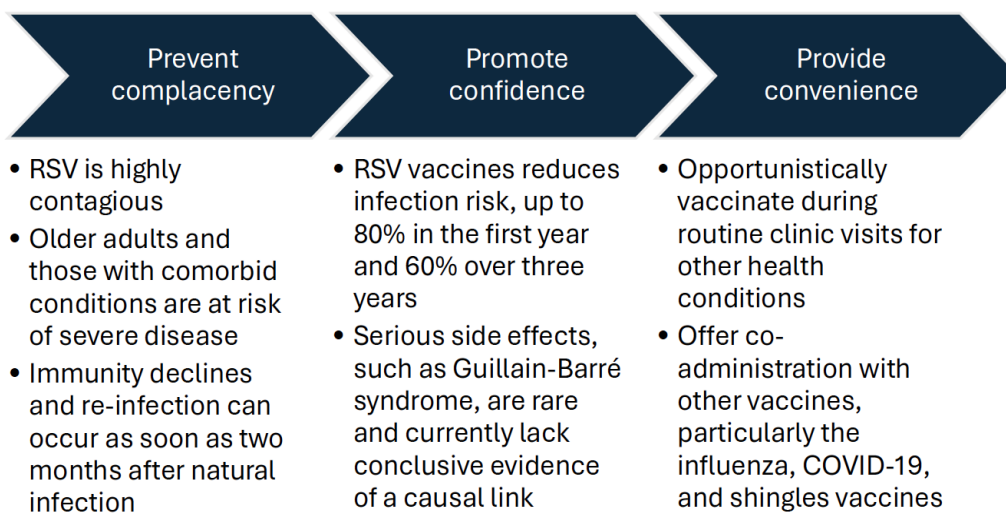 Prevent
complacency
• RSV is highly
contagious
• Older adults and
those with comorbid
conditions are at risk
of severe disease
• Immunity declines
and re-infection can
occur as soon as two
months after natural
infection
Promote
confidence
• RSV vaccines reduces
infection risk, up to
80% in the first year
and 60% over three
years
• Serious side effects,
such as Guillain-Barré
syndrome, are rare
and currently lack
conclusive evidence
of a causal link
Provide
convenience
• Opportunistically
vaccinate during
routine clinic visits for
other health
conditions
• Offer co-
administration with
other vaccines,
particularly the
influenza, COVID-19,
and shingles vaccines